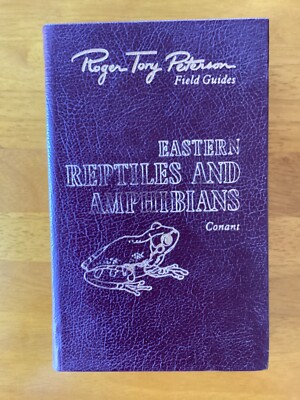 Roger Tory Peterson
Field Guides
EASTERN
REPTILES AND
AMPHIBIANS
Conant